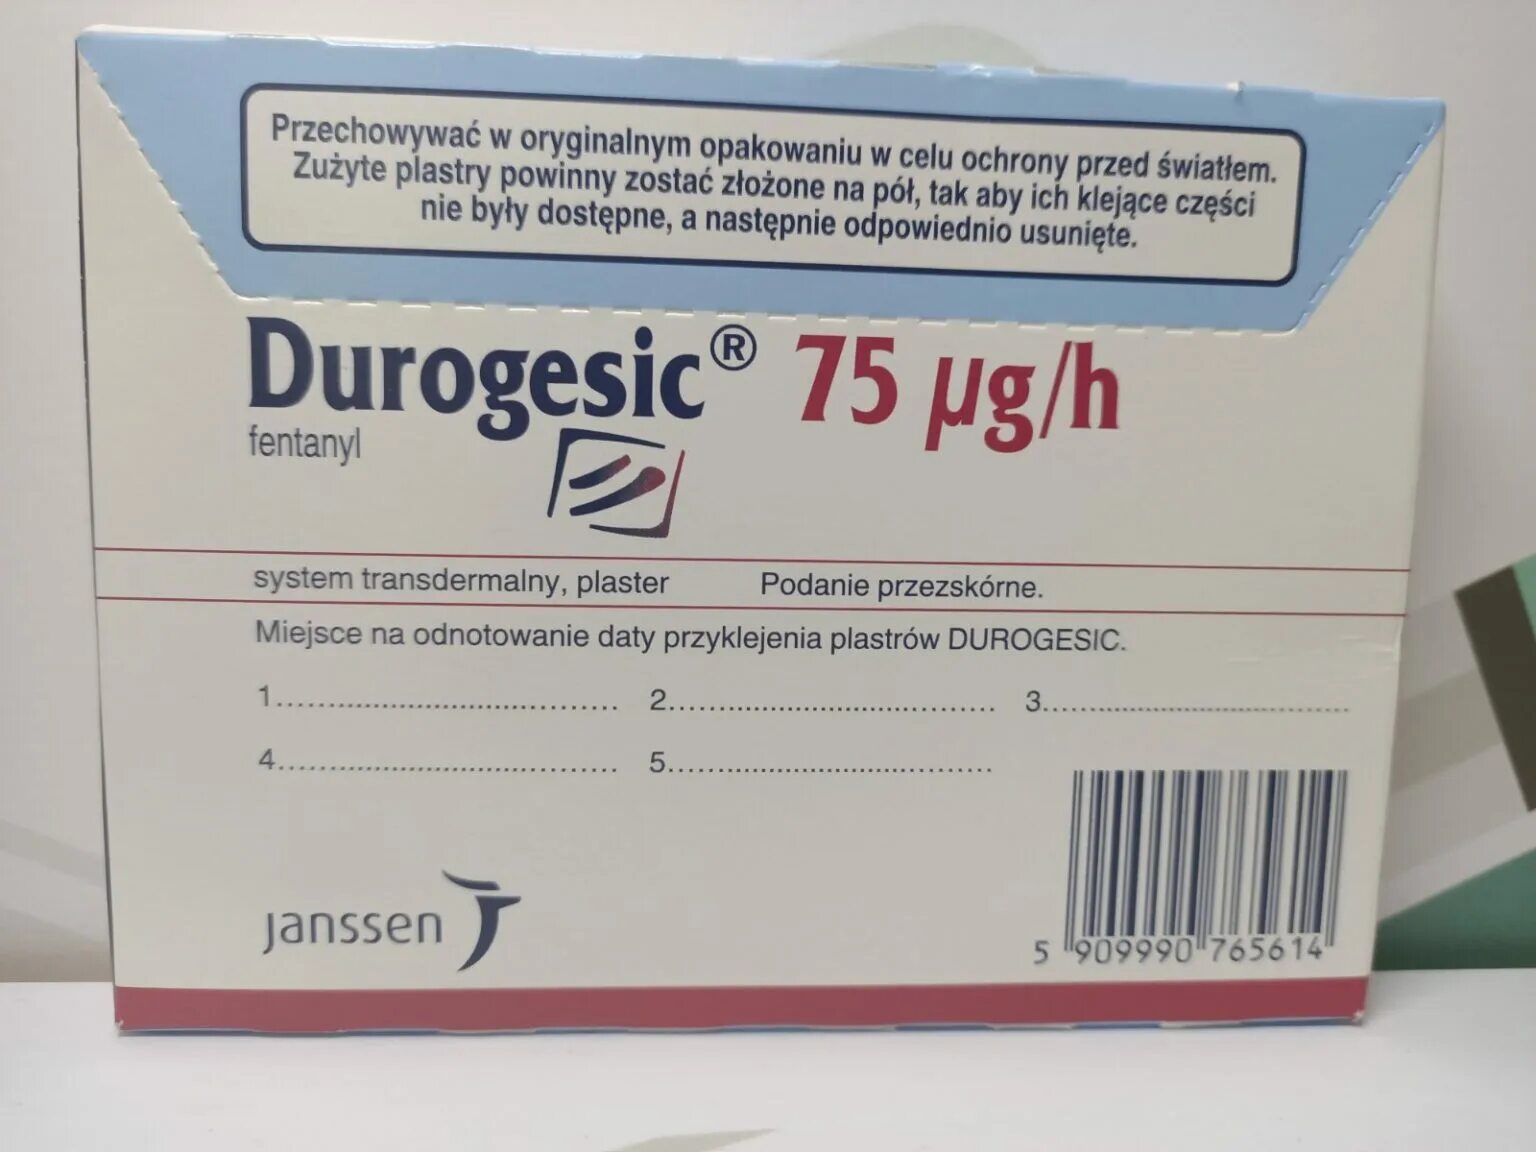 Przechowywać w oryginalnym opakowaniu w celu ochrony przed światłem.
Zużyte plastry powinny zostać złożone na pół, tak aby ich klejące części
nie były dostępne, a następnie odpowiednio usunięte.
Durogesic® 75 µg/h
fentanyl
system transdermalny, plaster Podanie przezskórne.
Miejsce na odnotowanie daty przyklejenia plastrów DUROGESIC.
1........................................ 2........................................ 3........................................
4........................................ 5........................................
janssen
5 909990 765614